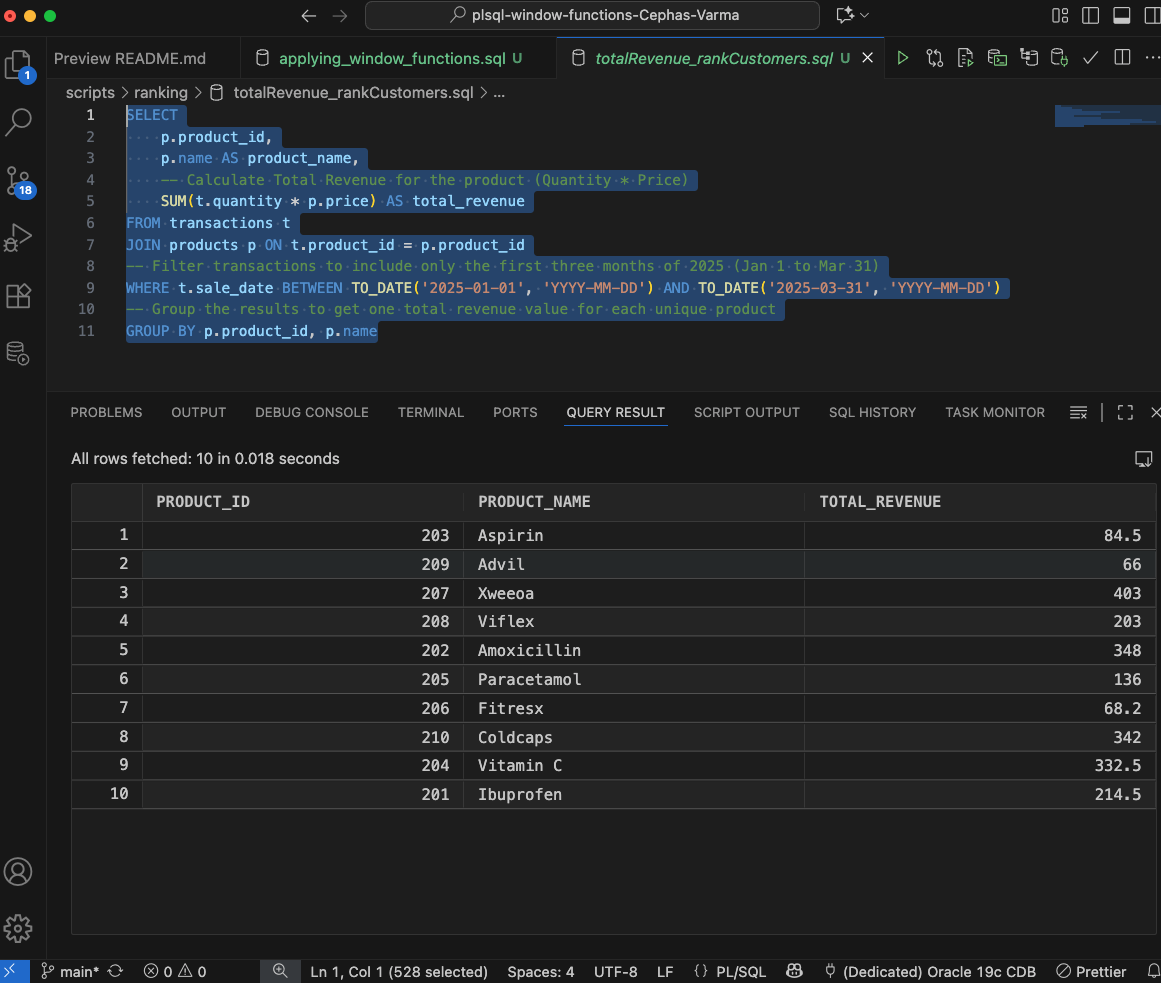 plsql-window-functions-Cephas-Varma
Preview README.md
applying_window_functions.sql U
totalRevenue_rankCustomers.sql U
scripts > ranking > totalRevenue_rankCustomers.sql > ...
1 SELECT
2 p.product_id,
3 p.name AS product_name,
4 -- Calculate Total Revenue for the product (Quantity * Price)
5 SUM(t.quantity * p.price) AS total_revenue
6 FROM transactions t
7 JOIN products p ON t.product_id = p.product_id
8 -- Filter transactions to include only the first three months of 2025 (Jan 1 to Mar 31)
9 WHERE t.sale_date BETWEEN TO_DATE('2025-01-01', 'YYYY-MM-DD') AND TO_DATE('2025-03-31', 'YYYY-MM-DD')
10 -- Group the results to get one total revenue value for each unique product
11 GROUP BY p.product_id, p.name
1
18
PROBLEMS OUTPUT DEBUG CONSOLE TERMINAL PORTS QUERY RESULT SCRIPT OUTPUT SQL HISTORY TASK MONITOR
All rows fetched: 10 in 0.018 seconds
PRODUCT_ID PRODUCT_NAME TOTAL_REVENUE
1 203 Aspirin 84.5
2 209 Advil 66
3 207 Xweeoa 403
4 208 Viflex 203
5 202 Amoxicillin 348
6 205 Paracetamol 136
7 206 Fitresx 68.2
8 210 Coldcaps 342
9 204 Vitamin C 332.5
10 201 Ibuprofen 214.5
main* 0 0 Ln 1, Col 1 (528 selected) Spaces: 4 UTF-8 LF {} PL/SQL (Dedicated) Oracle 19c CDB Prettier